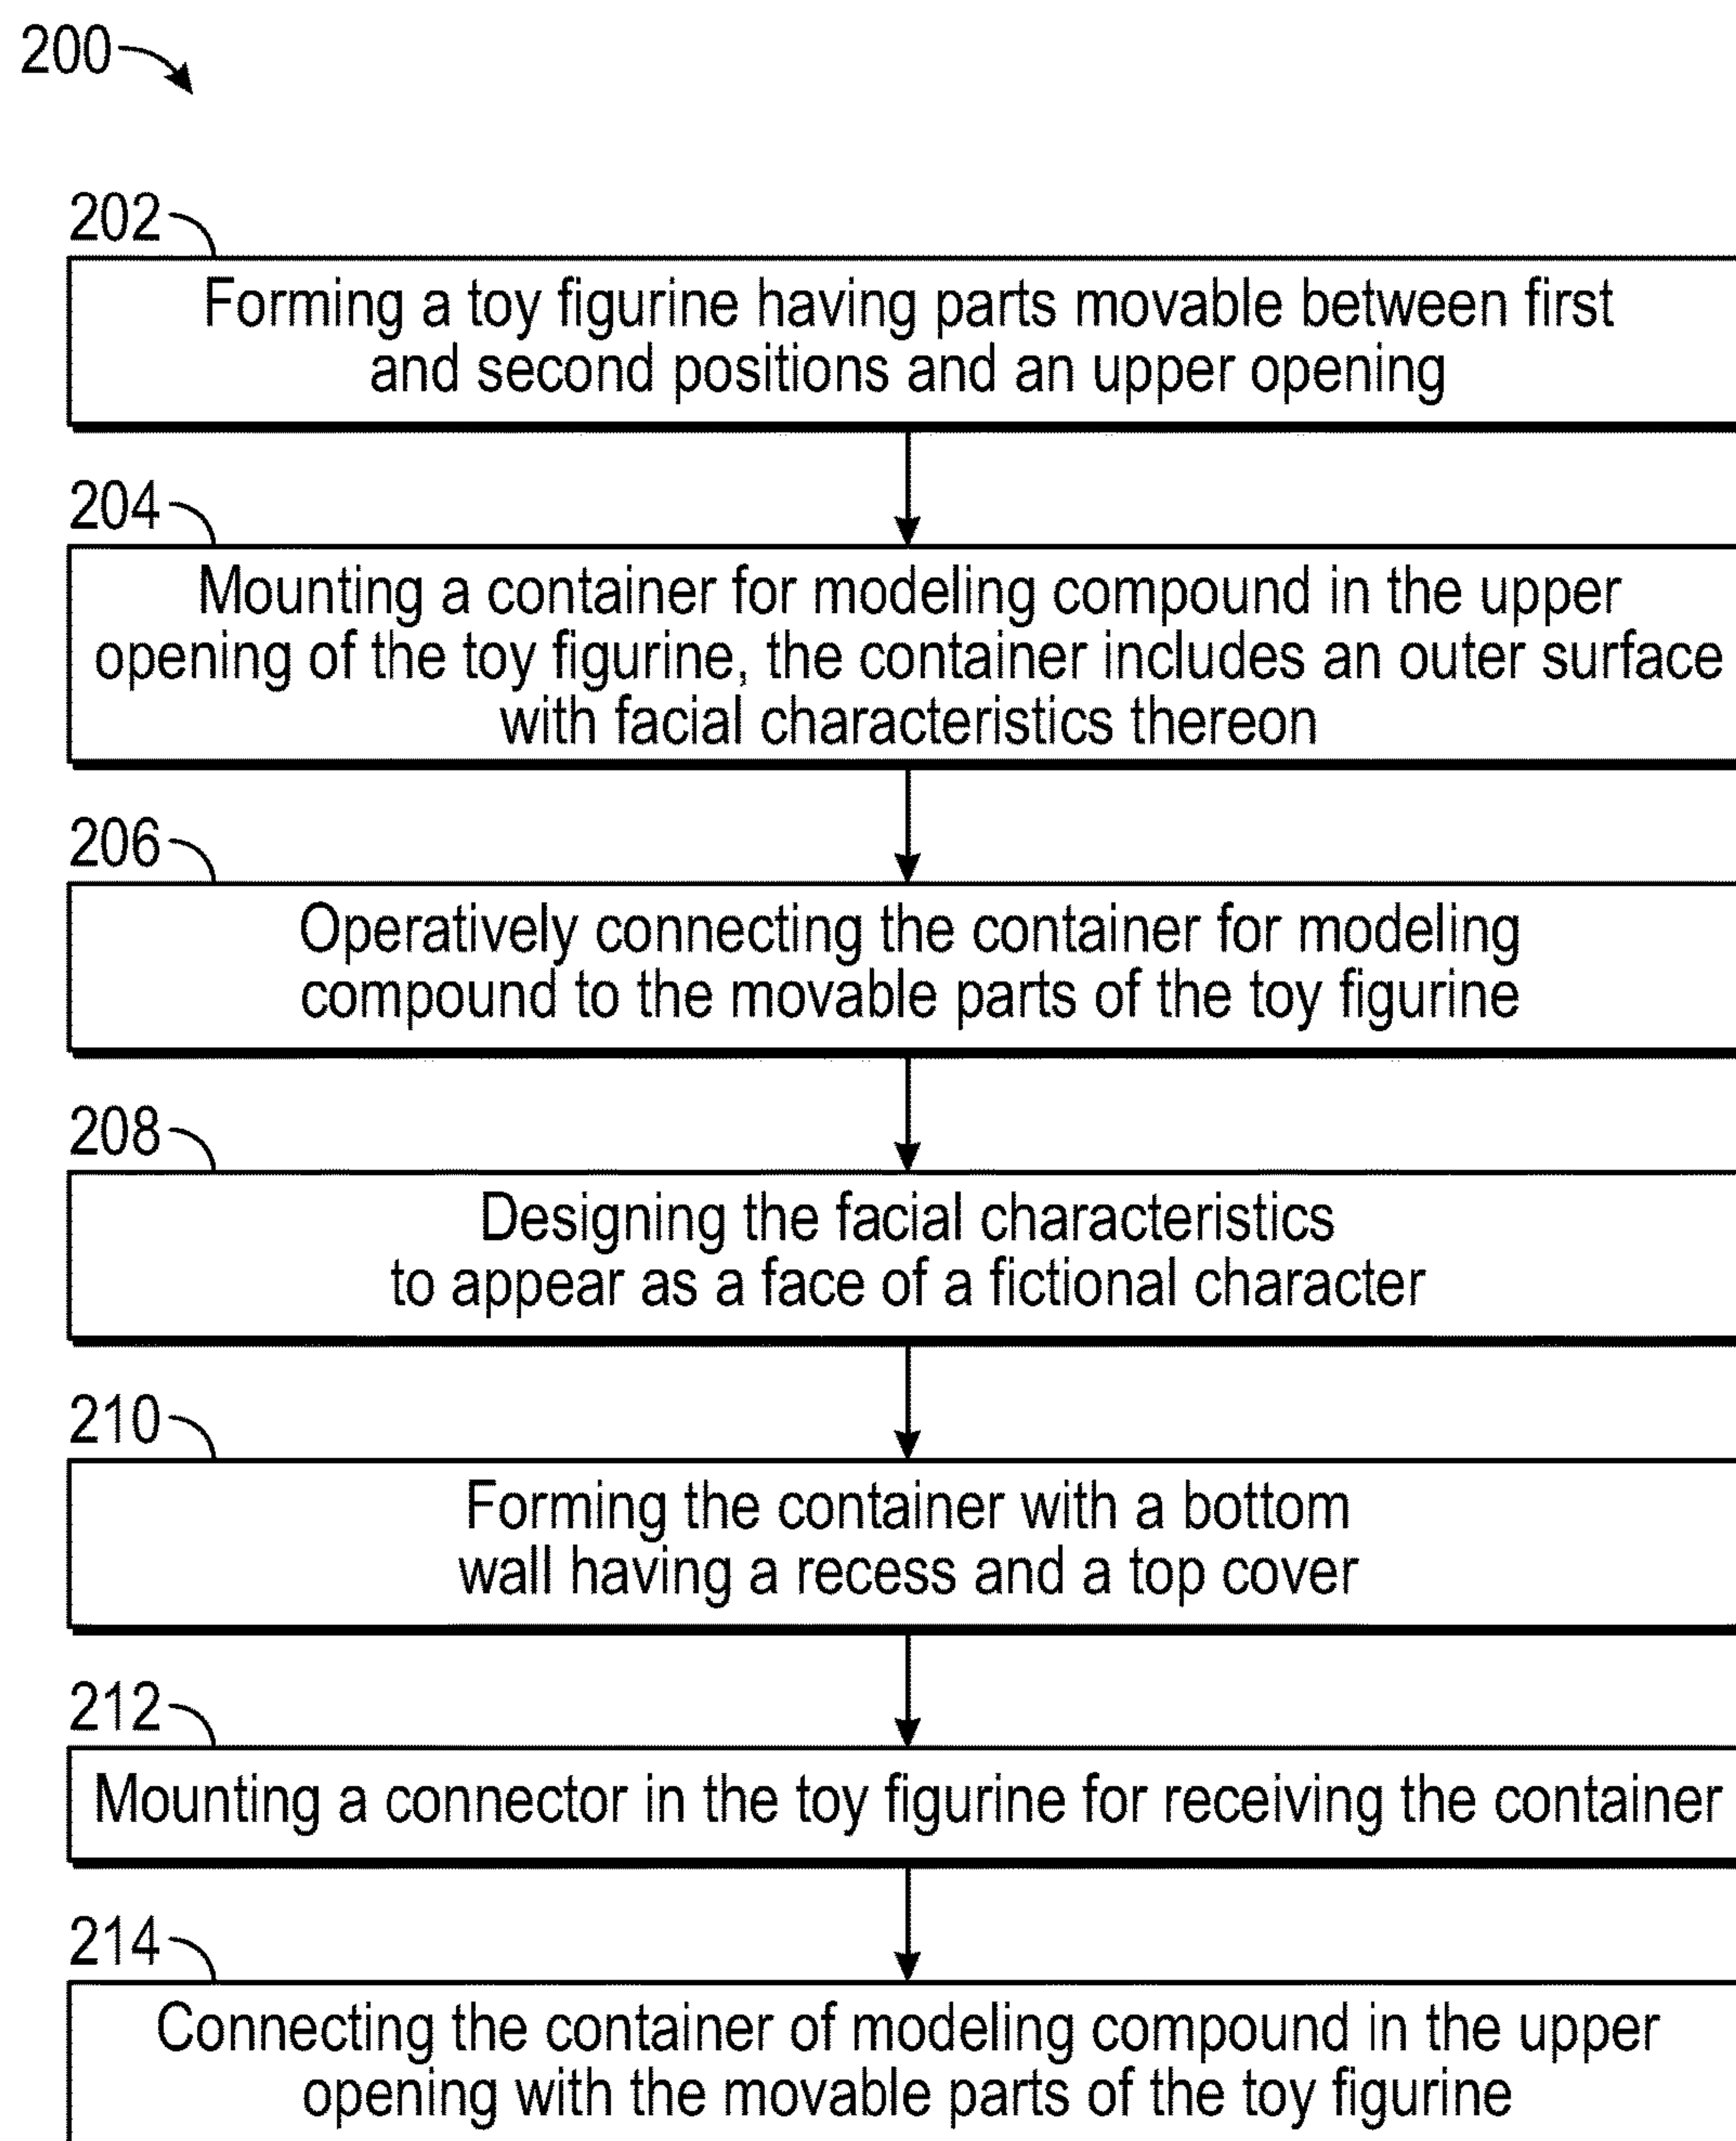 200
202
Forming a toy figurine having parts movable between first
and second positions and an upper opening
204
Mounting a container for modeling compound in the upper
opening of the toy figurine, the container includes an outer surface
with facial characteristics thereon
206
Operatively connecting the container for modeling
compound to the movable parts of the toy figurine
208
Designing the facial characteristics
to appear as a face of a fictional character
210
Forming the container with a bottom
wall having a recess and a top cover
212
Mounting a connector in the toy figurine for receiving the container
214
Connecting the container of modeling compound in the upper
opening with the movable parts of the toy figurine